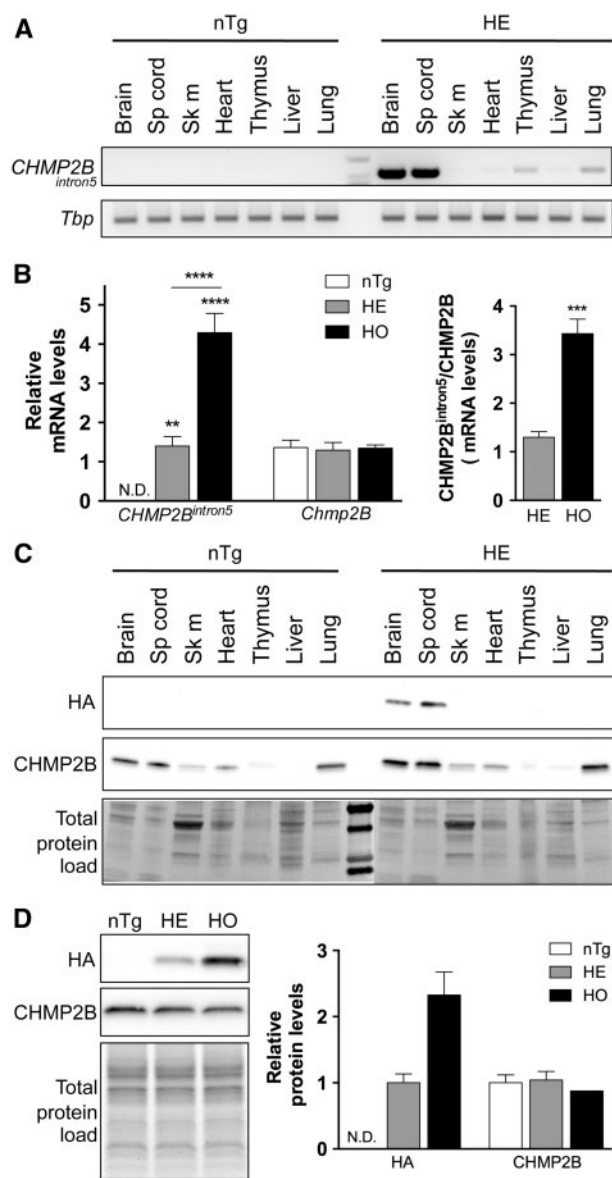 A
nTg HE
Brain Sp cord Sk m Heart Thymus Liver Lung Brain Sp cord Sk m Heart Thymus Liver Lung
CHMP2B
intron5
Tbp
B
Relative
mRNA levels
5
4
3
2
1
0
****
****
**
N.D.
CHMP2Bintron5 Chmp2B
nTg
HE
HO
CHMP2Bintron5/CHMP2B
( mRNA levels)
4
3
2
1
0
***
HE HO
C
nTg HE
Brain Sp cord Sk m Heart Thymus Liver Lung Brain Sp cord Sk m Heart Thymus Liver Lung
HA
CHMP2B
Total
protein
load
D
nTg HE HO
HA
CHMP2B
Total
protein
load
Relative
protein levels
3
2
1
0
N.D.
HA CHMP2B
nTg
HE
HO